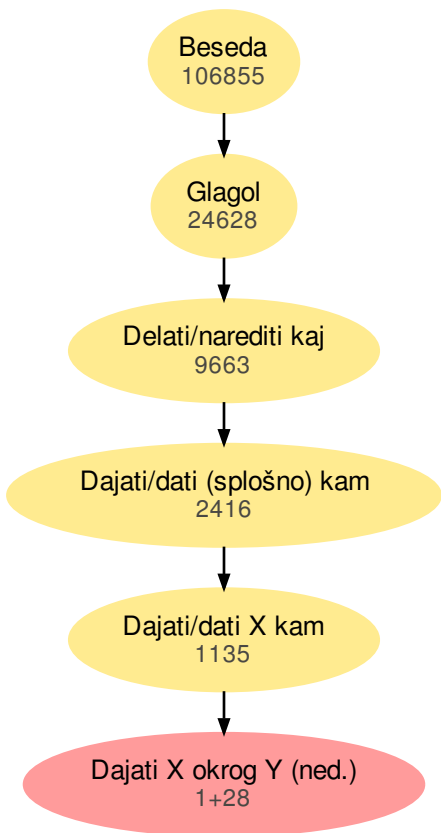 Beseda
106855
Glagol
24628
Delati/narediti kaj
9663
Dajati/dati (splošno) kam
2416
Dajati/dati X kam
1135
Dajati X okrog Y (ned.)
1+28